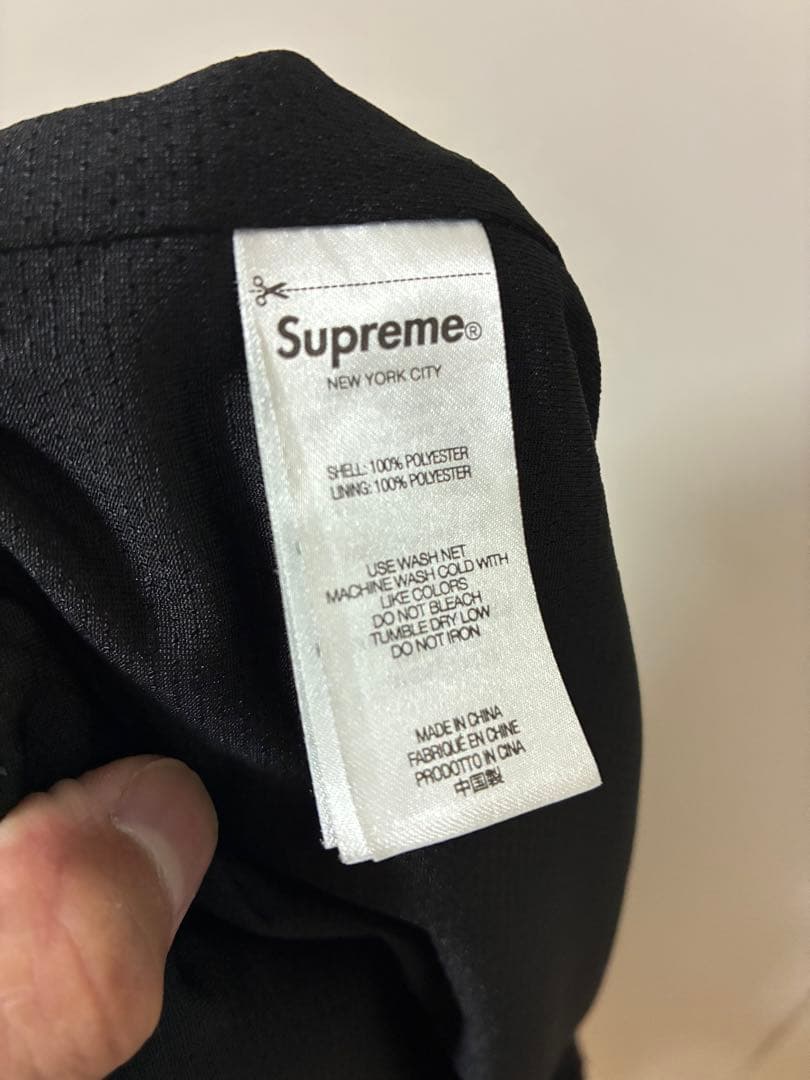 Supreme®
NEW YORK CITY
SHELL: 100% POLYESTER
LINING: 100% POLYESTER
USE WASH NET
MACHINE WASH COLD WITH
LIKE COLORS
DO NOT BLEACH
TUMBLE DRY LOW
DO NOT IRON
MADE IN CHINA
FABRIQUÉ EN CHINE
PRODOTTO IN CINA
中国製